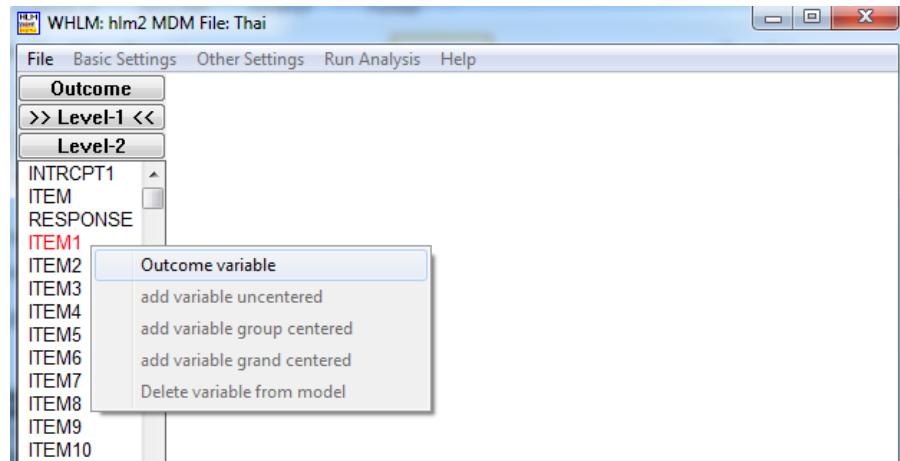 WHLM: hlm2 MDM File: Thai
File Basic Settings Other Settings Run Analysis Help
Outcome
>> Level-1 <<
Level-2
INTRCPT1
ITEM
RESPONSE
ITEM1
ITEM2
ITEM3
ITEM4
ITEM5
ITEM6
ITEM7
ITEM8
ITEM9
ITEM10
Outcome variable
add variable uncentered
add variable group centered
add variable grand centered
Delete variable from model